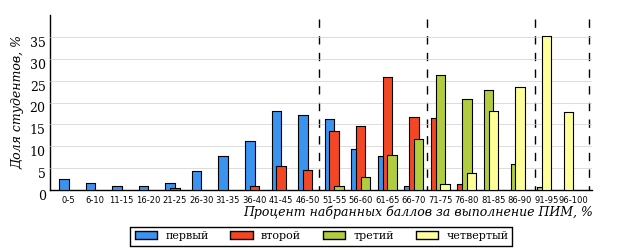 Доля студентов, %
35
30
25
20
15
10
5
0
0-5 6-10 11-15 16-20 21-25 26-30 31-35 36-40 41-45 46-50 51-55 56-60 61-65 66-70 71-75 76-80 81-85 86-90 91-95 96-100
Процент набранных баллов за выполнение ПИМ, %
первый второй третий четвертый